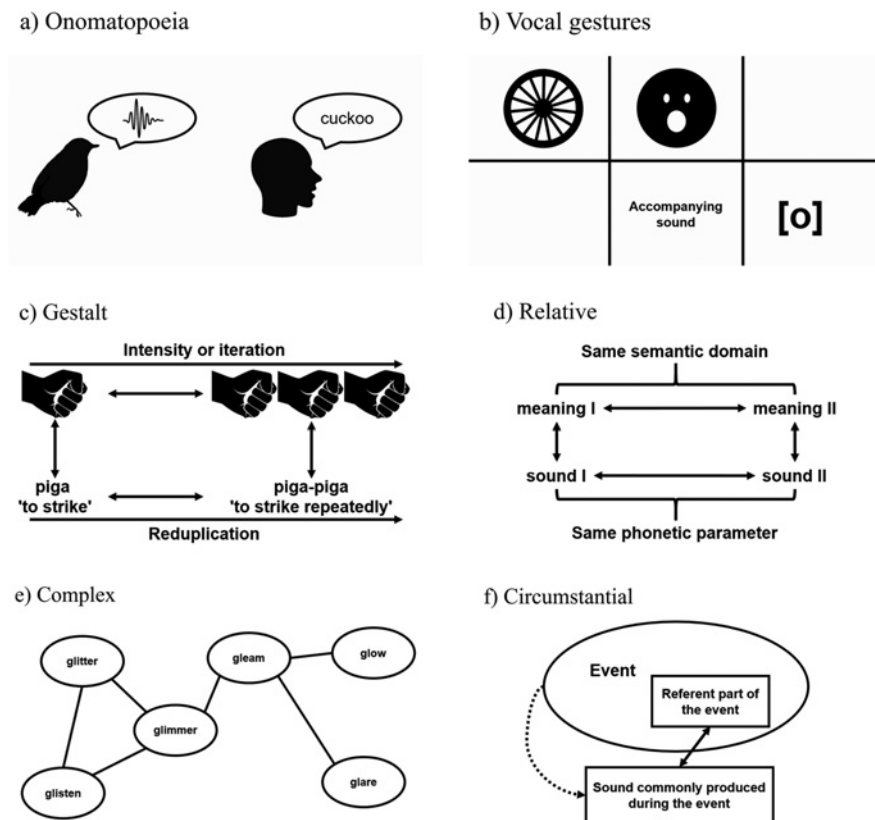 a) Onomatopoeia
cuckoo
b) Vocal gestures
Accompanying
sound
[o]
c) Gestalt
Intensity or iteration
piga
'to strike'
piga-piga
'to strike repeatedly'
Reduplication
d) Relative
Same semantic domain
meaning I
meaning II
sound I
sound II
Same phonetic parameter
e) Complex
glitter
gleam
glow
glimmer
glisten
glare
f) Circumstantial
Event
Referent part of
the event
Sound commonly produced
during the event